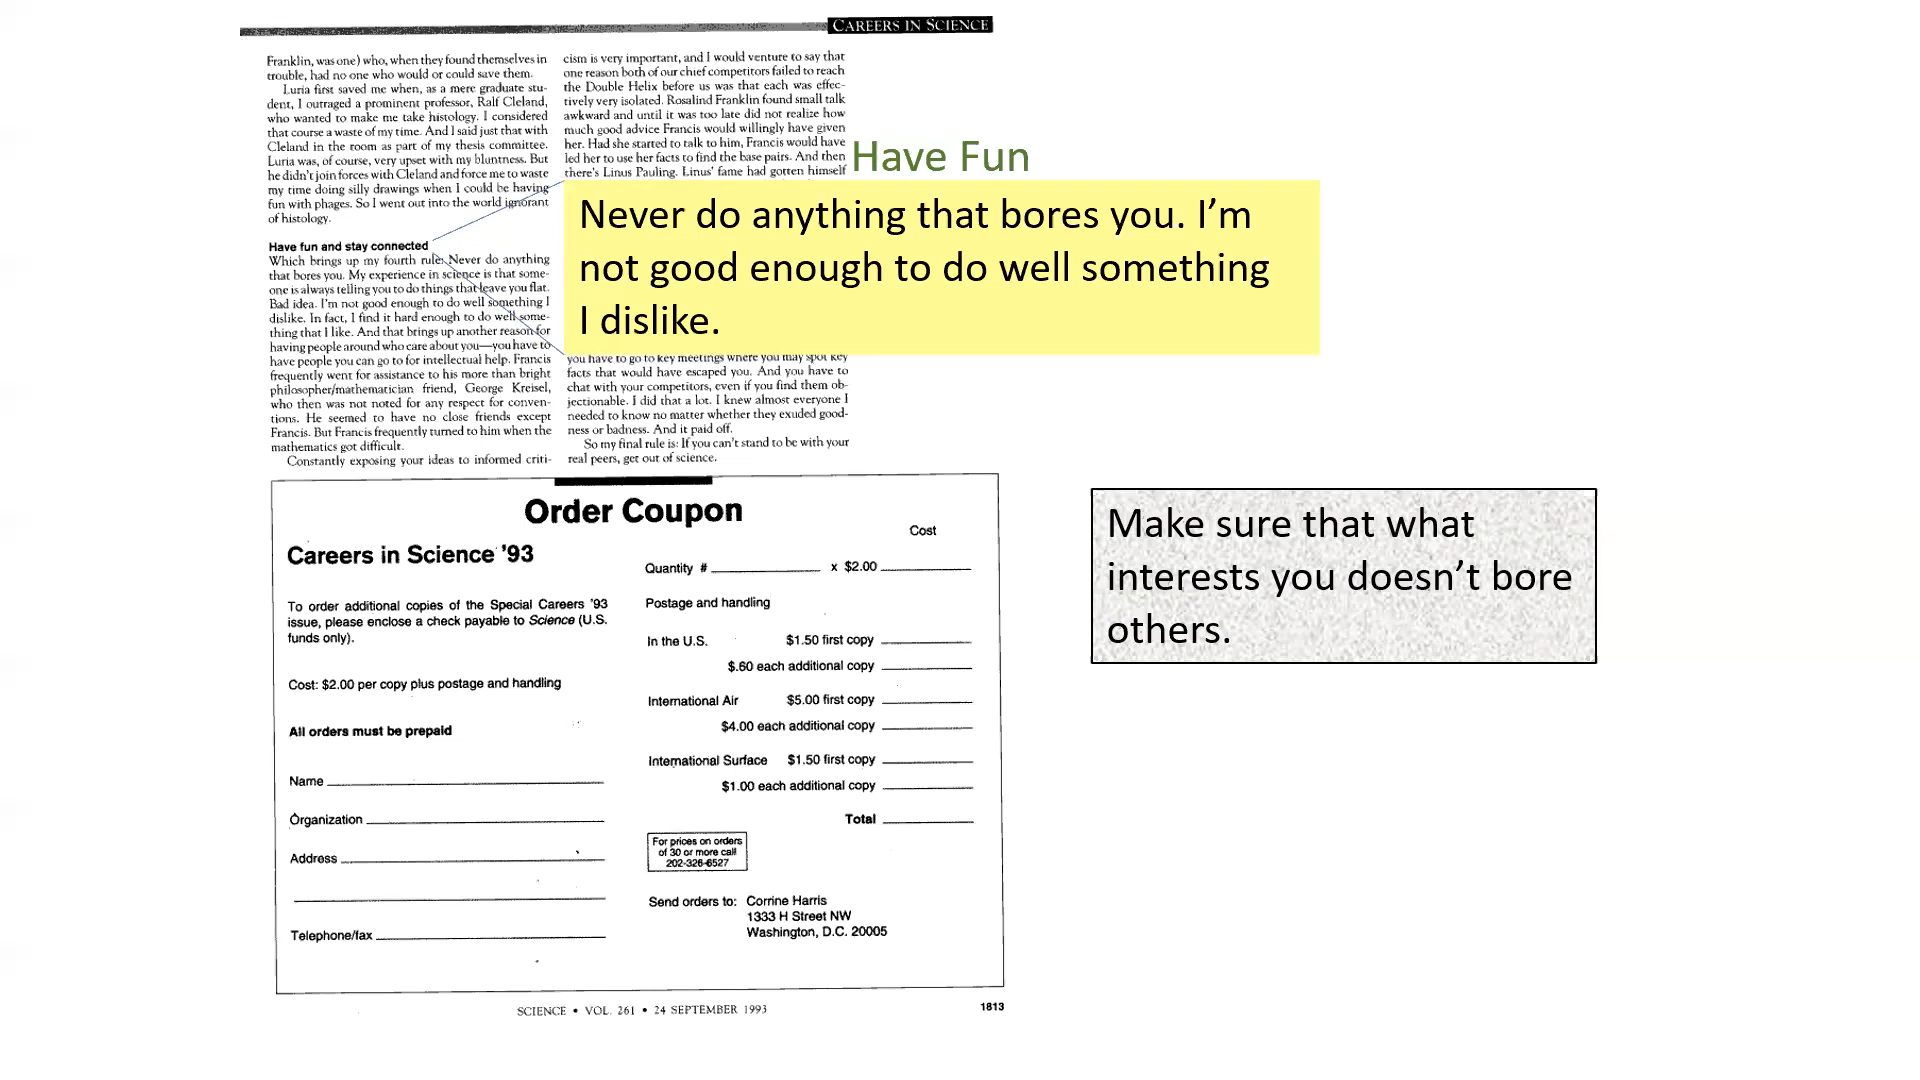 CAREERS IN SCIENCE
Franklin, was one) who, when they found themselves in
trouble, had no one who would or could save them.
Luria first saved me when, as a mere graduate stu-
dent, I outraged a prominent professor, Ralf Cleland,
who wanted to make me take histology. I considered
that course a waste of my time. And I said just that with
Cleland in the room as part of my thesis committee.
Luria was, of course, very upset with my bluntness. But
he didn't join forces with Cleland and force me to waste
my time doing silly drawings when I could be having
fun with phages. So I went out into the world ignorant
of histology.
Have fun and stay connected
Which brings up my fourth rule: Never do anything
that bores you. My experience in science is that some-
one is always telling you to do things that leave you flat.
Bad idea. I'm not good enough to do well something I
dislike. In fact, I find it hard enough to do well some-
thing that I like. And that brings up another reason for
having people around who care about you—you have to
have people you can go to for intellectual help. Francis
frequently went for assistance to his more than bright
philosopher/mathematician friend, George Kreisel,
who then was not noted for any respect for conven-
tions. He seemed to have no close friends except
Francis. But Francis frequently turned to him when the
mathematics got difficult.
Constantly exposing your ideas to informed criti-
cism is very important, and I would venture to say that
one reason both of our chief competitors failed to reach
the Double Helix before us was that each was effec-
tively very isolated. Rosalind Franklin found small talk
awkward and until it was too late did not realize how
much good advice Francis would willingly have given
her. Had she started to talk to him, Francis would have
led her to use her facts to find the base pairs. And then
there's Linus Pauling. Linus' fame had gotten himself
you have to go to key meetings where you may spot key
facts that would have escaped you. And you have to
chat with your competitors, even if you find them ob-
jectionable. I did that a lot. I knew almost everyone I
needed to know no matter whether they exuded good-
ness or badness. And it paid off.
So my final rule is: If you can't stand to be with your
real peers, get out of science.
Have Fun
Never do anything that bores you. I’m
not good enough to do well something
I dislike.
Make sure that what
interests you doesn’t bore
others.
Order Coupon
Careers in Science '93
To order additional copies of the Special Careers '93
issue, please enclose a check payable to Science (U.S.
funds only).
Cost: $2.00 per copy plus postage and handling
All orders must be prepaid
Name
Organization
Address
Telephone/fax
Cost
Quantity # x $2.00
Postage and handling
In the U.S. $1.50 first copy
$.60 each additional copy
International Air $5.00 first copy
$4.00 each additional copy
International Surface $1.50 first copy
$1.00 each additional copy
Total
For prices on orders
of 30 or more call
202-326-6527
Send orders to: Corrine Harris
1333 H Street NW
Washington, D.C. 20005
SCIENCE • VOL. 261 • 24 SEPTEMBER 1993
1813